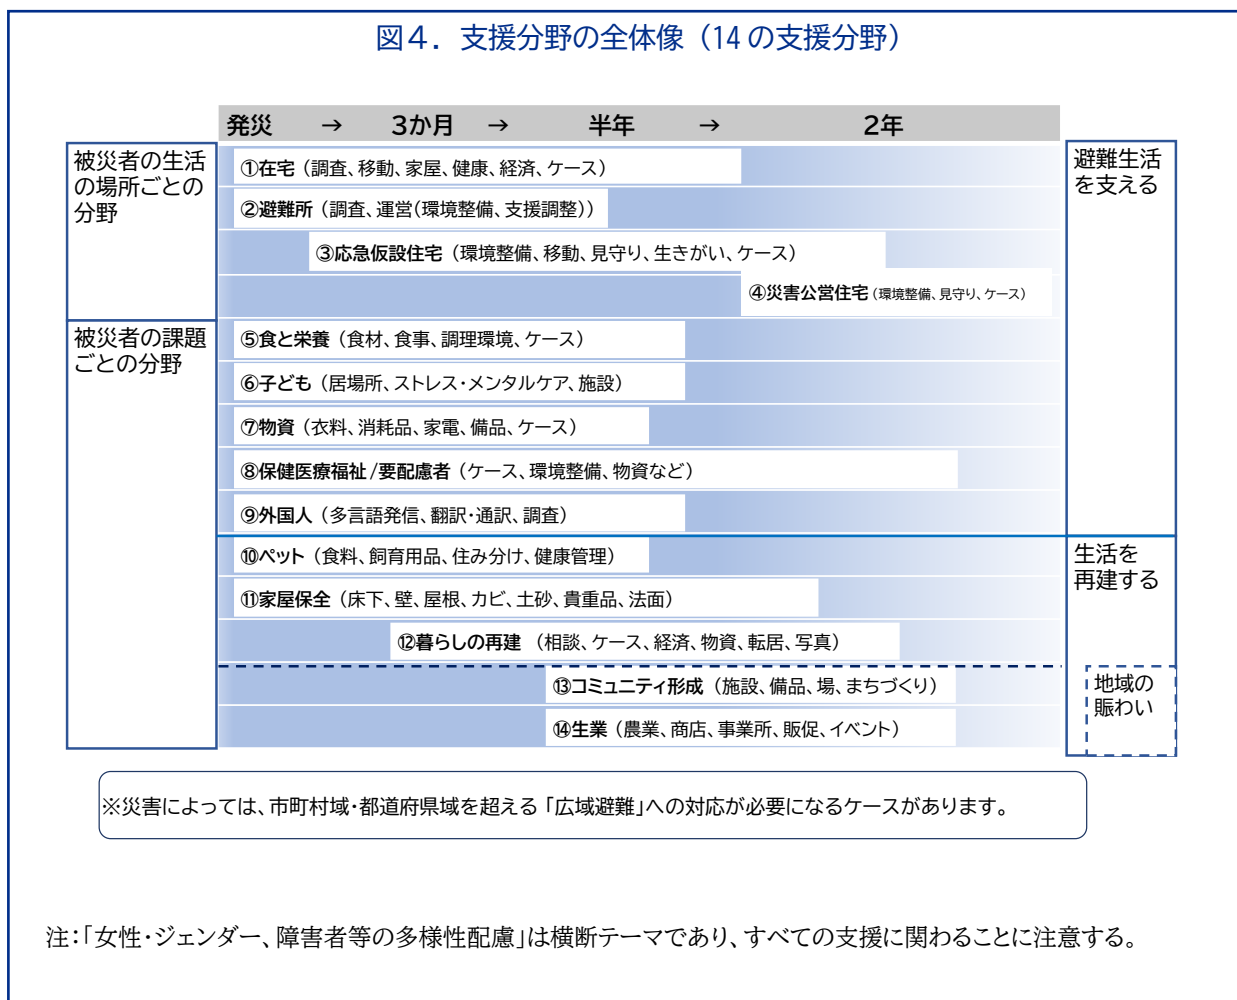 図4．支援分野の全体像（14の支援分野）
発災　→　3か月　→　半年　→　2年
被災者の生活
の場所ごとの
分野
①在宅（調査、移動、家屋、健康、経済、ケース）
②避難所（調査、運営(環境整備、支援調整)）
③応急仮設住宅（環境整備、移動、見守り、生きがい、ケース）
④災害公営住宅（環境整備、見守り、ケース）
避難生活
を支える
被災者の課題
ごとの分野
⑤食と栄養（食材、食事、調理環境、ケース）
⑥子ども（居場所、ストレス・メンタルケア、施設）
⑦物資（衣料、消耗品、家電、備品、ケース）
⑧保健医療福祉/要配慮者（ケース、環境整備、物資など）
⑨外国人（多言語発信、翻訳・通訳、調査）
⑩ペット（食料、飼育用品、住み分け、健康管理）
⑪家屋保全（床下、壁、屋根、カビ、土砂、貴重品、法面）
⑫暮らしの再建（相談、ケース、経済、物資、転居、写真）
⑬コミュニティ形成（施設、備品、場、まちづくり）
⑭生業（農業、商店、事業所、販促、イベント）
生活を
再建する
地域の
賑わい
※災害によっては、市町村域・都道府県域を超える「広域避難」への対応が必要になるケースがあります。
注：「女性・ジェンダー、障害者等の多様性配慮」は横断テーマであり、すべての支援に関わることに注意する。